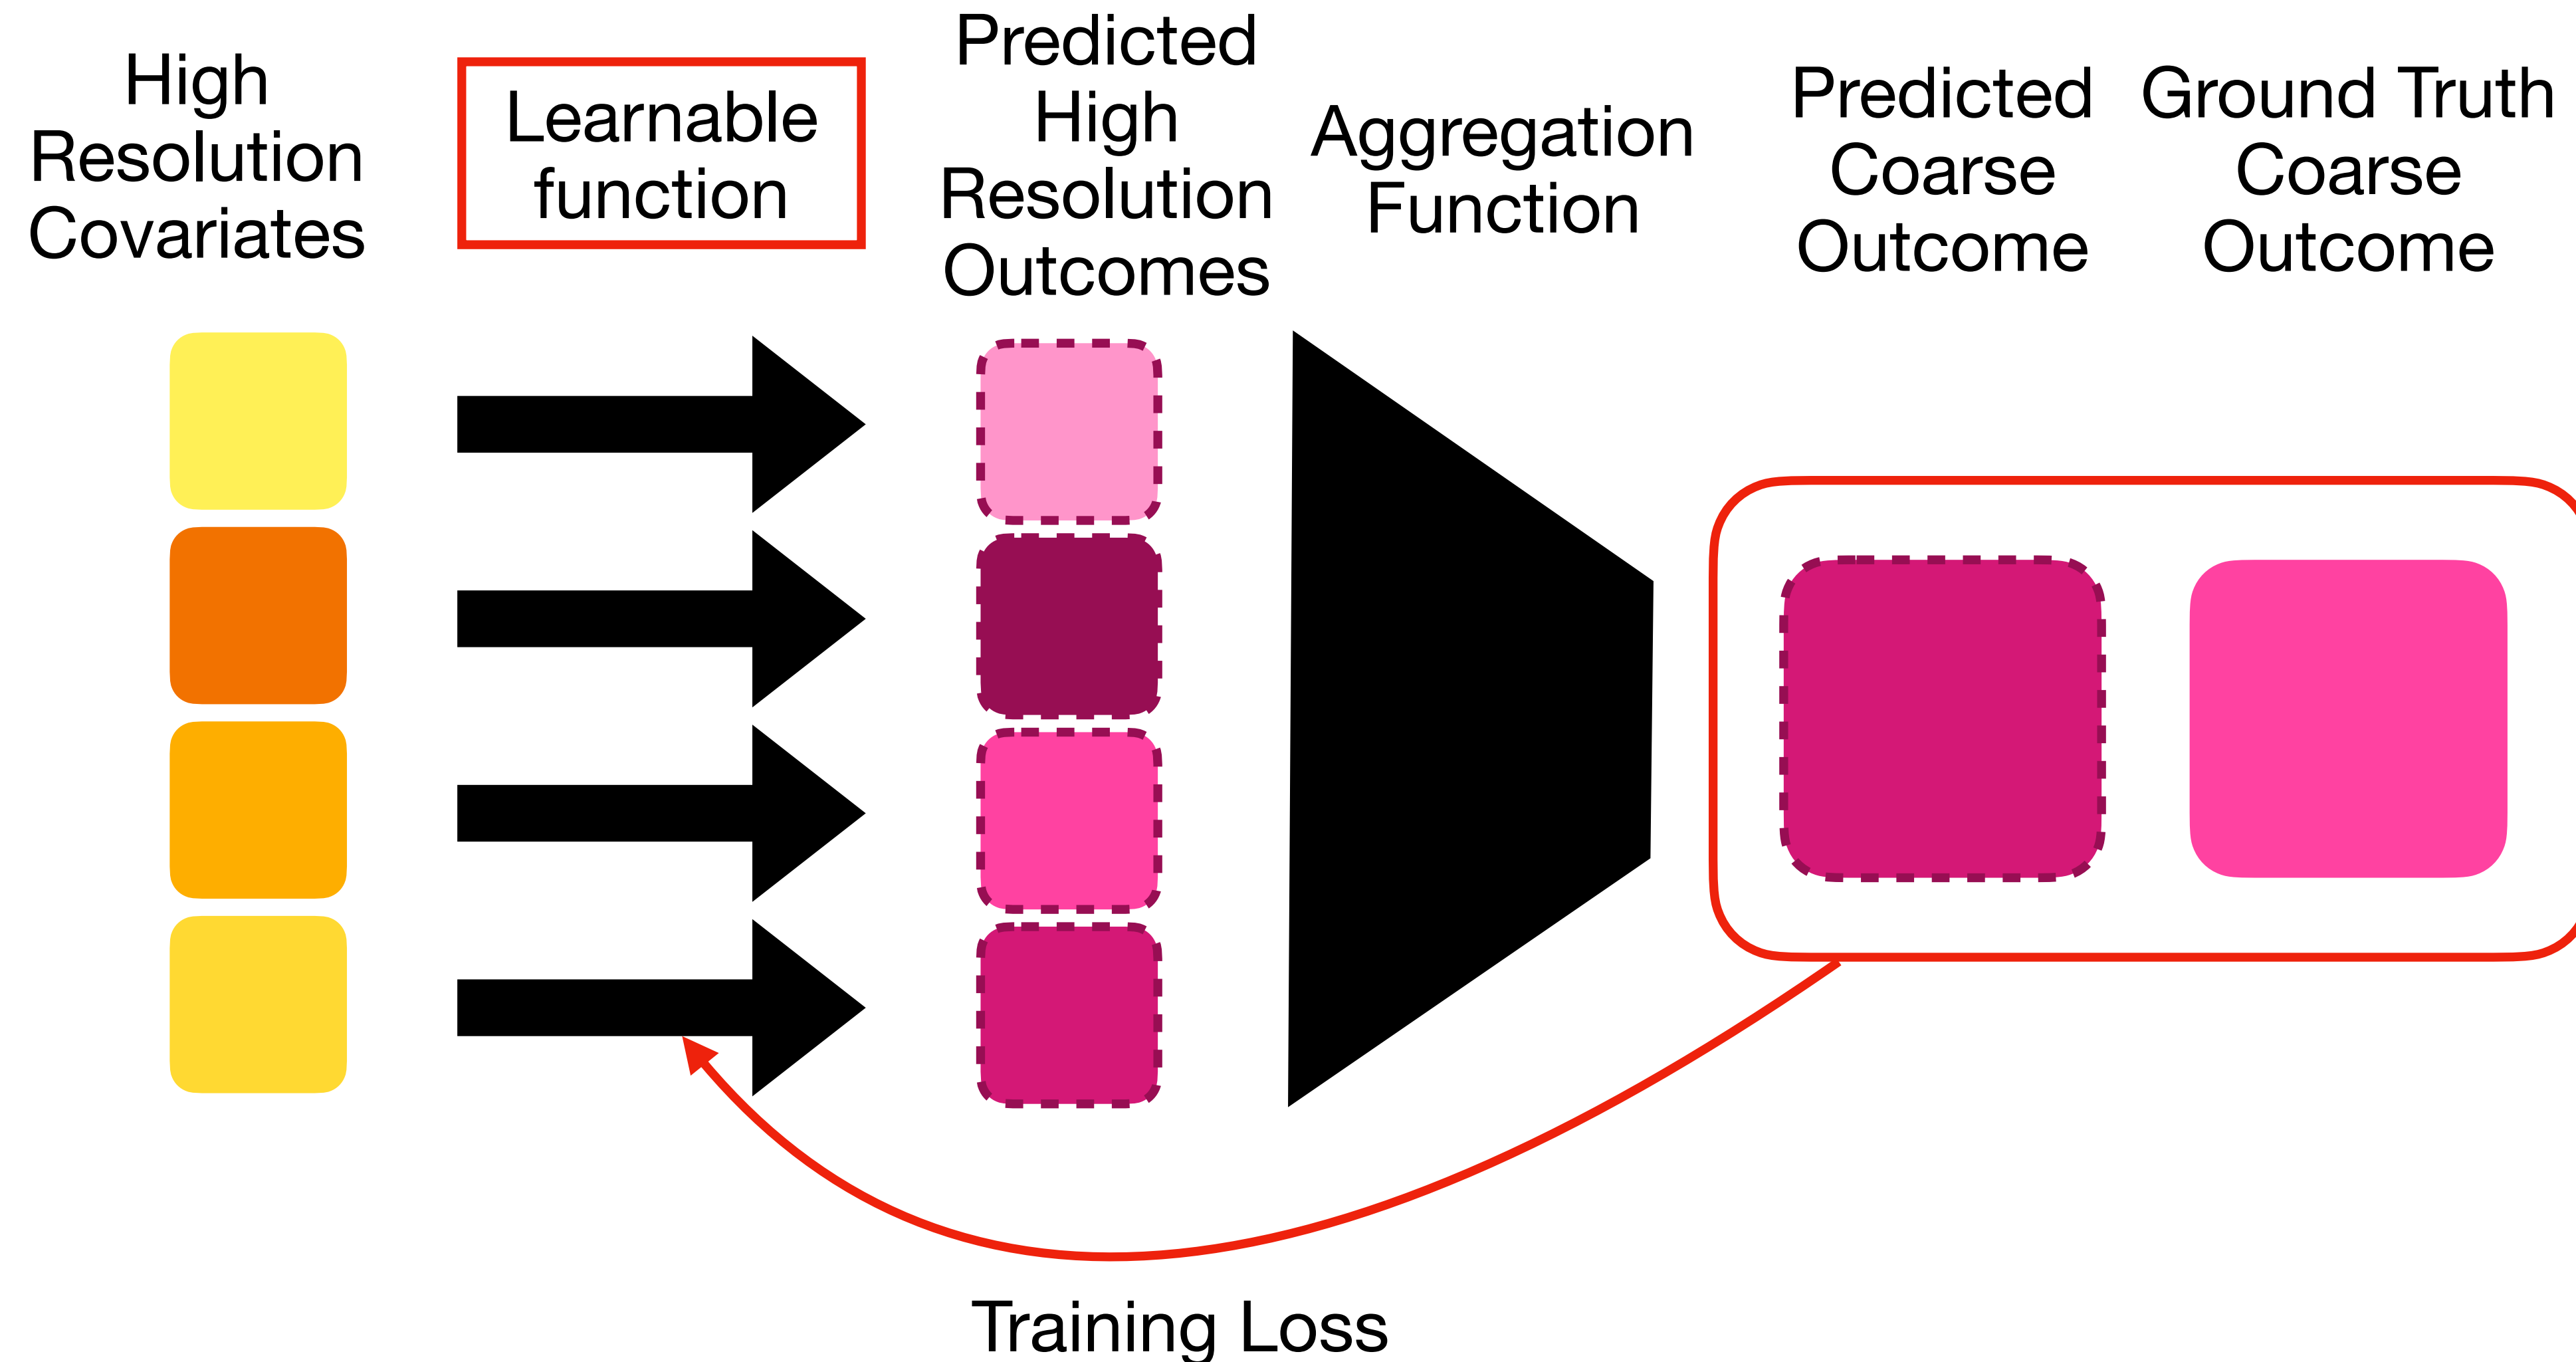 High
Resolution
Covariates
Learnable
function
Predicted
High
Resolution
Outcomes
Aggregation
Function
Predicted
Coarse
Outcome
Ground Truth
Coarse
Outcome
Training Loss